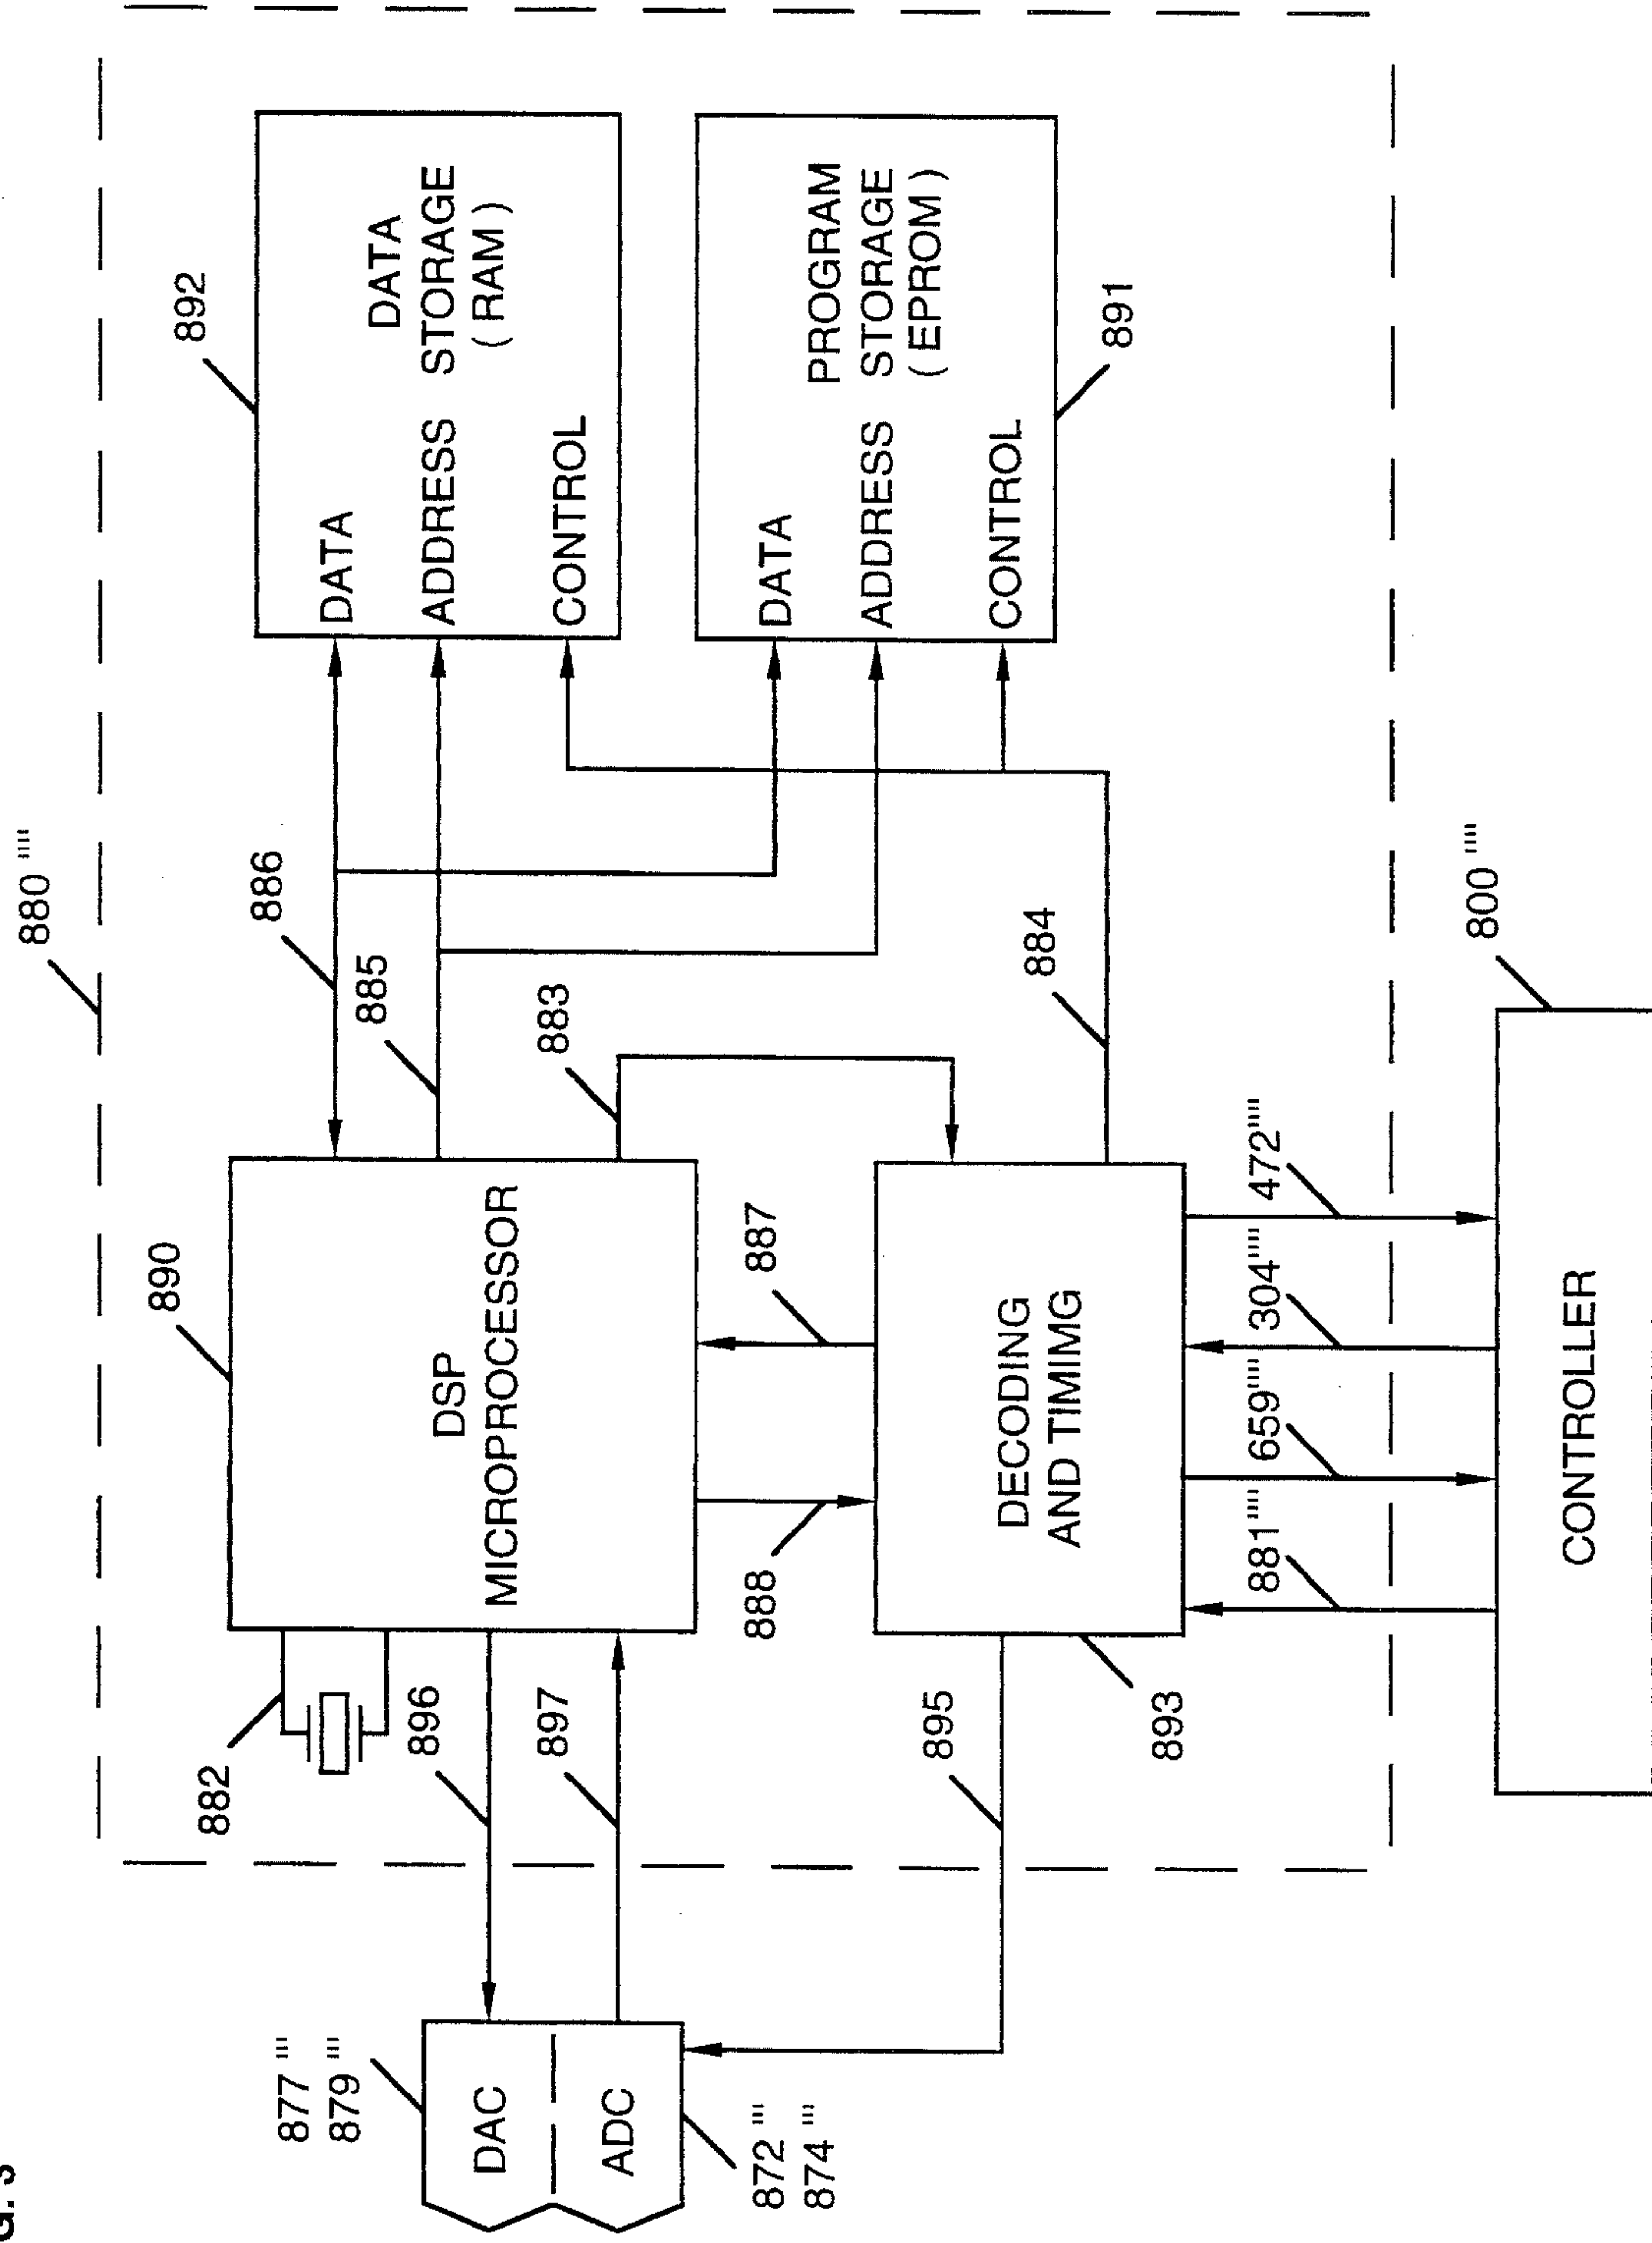 G. 3
880 ''''
890
892
882
886
877 ''''
879 ''''
896
885
DATA
DATA
ADDRESS STORAGE
( RAM )
CONTROL
DSP
MICROPROCESSOR
DAC
ADC
897
883
872 ''''
874 ''''
888
887
DATA
PROGRAM
ADDRESS STORAGE
( EPROM )
CONTROL
895
DECODING
AND TIMIMG
884
891
893
881''''
659''''
304''''
472''''
800 ''''
CONTROLLER